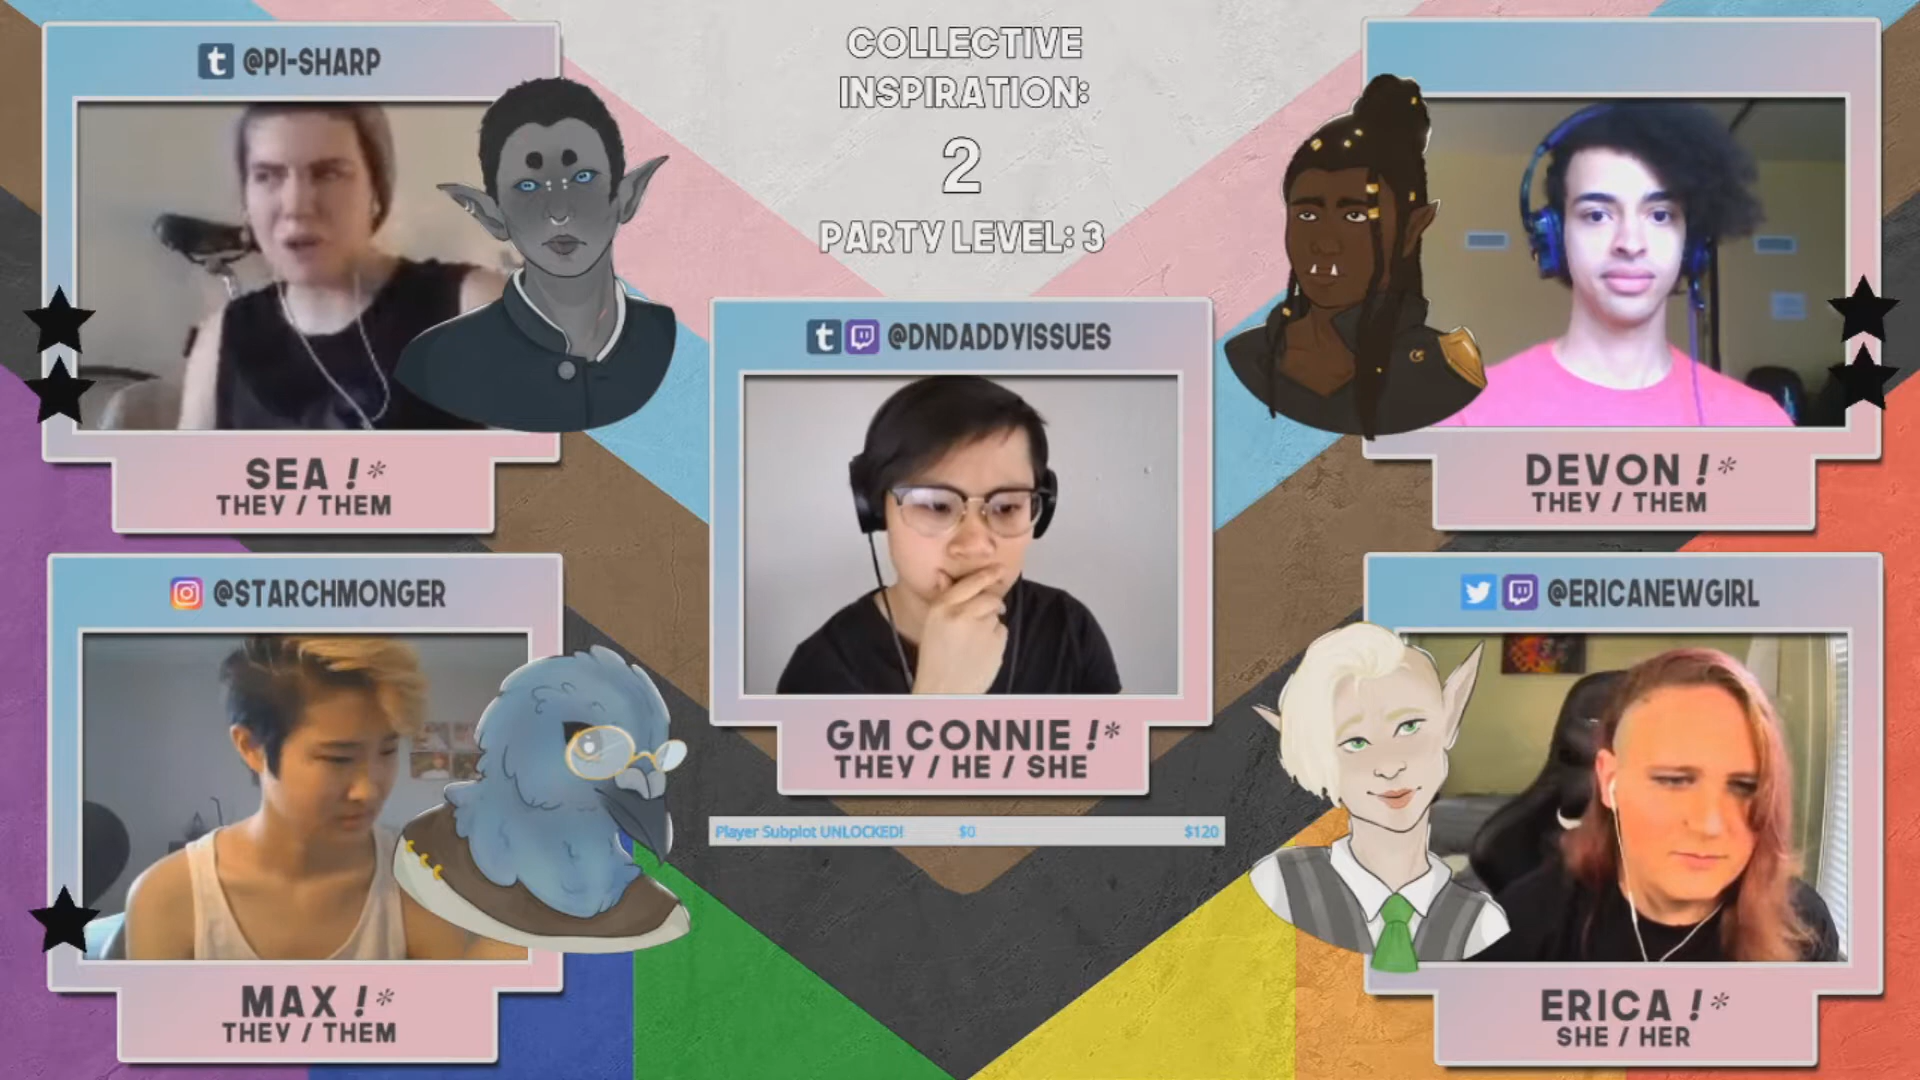 @PI-SHARP
SEA !*
THEY / THEM
COLLECTIVE
INSPIRATION:
2
PARTY LEVEL: 3
DEVON !*
THEY / THEM
@DNDADDYISSUES
GM CONNIE !*
THEY / HE / SHE
Player Subplot UNLOCKED! $0 $120
@STARCHMONGER
MAX !*
THEY / THEM
@ERICANEWGIRL
ERICA !*
SHE / HER